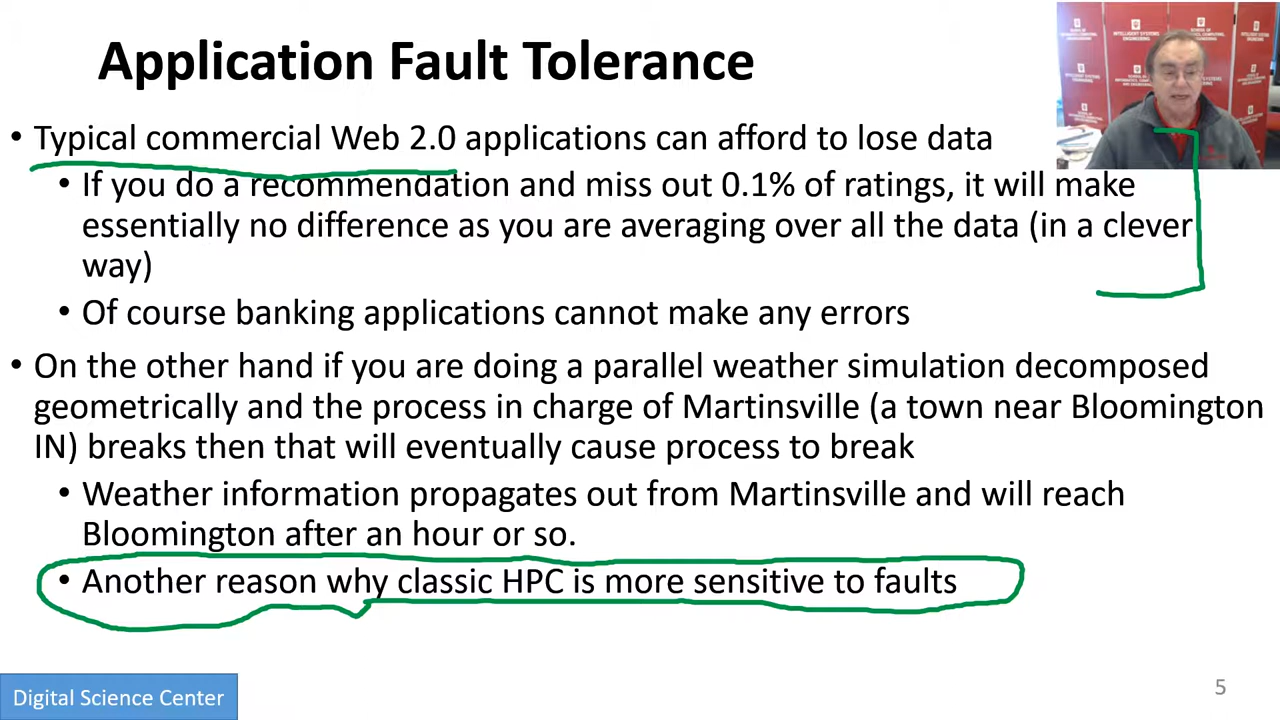 Application Fault Tolerance
• Typical commercial Web 2.0 applications can afford to lose data
• If you do a recommendation and miss out 0.1% of ratings, it will make
essentially no difference as you are averaging over all the data (in a clever
way)
• Of course banking applications cannot make any errors
• On the other hand if you are doing a parallel weather simulation decomposed
geometrically and the process in charge of Martinsville (a town near Bloomington
IN) breaks then that will eventually cause process to break
• Weather information propagates out from Martinsville and will reach
Bloomington after an hour or so.
• Another reason why classic HPC is more sensitive to faults
Digital Science Center
5
INTELLIGENT SYSTEMS
ENGINEERING